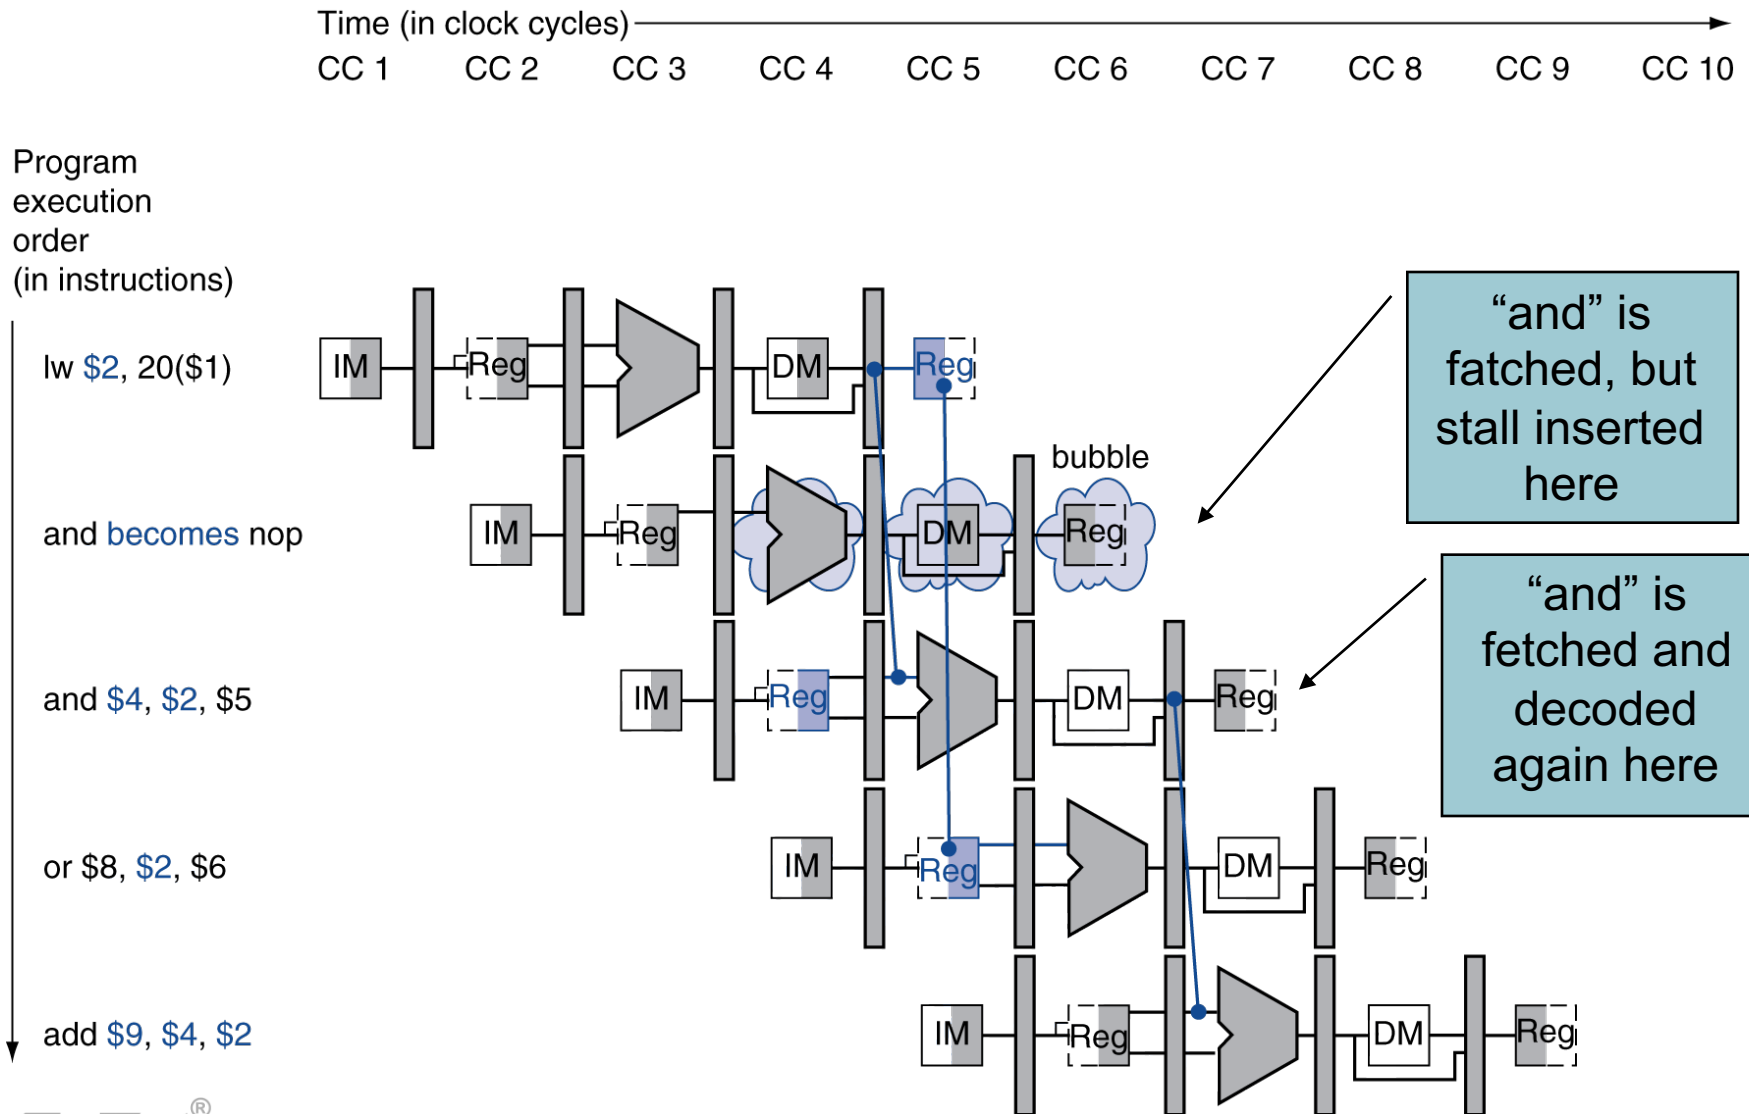 Time (in clock cycles)
CC 1 CC 2 CC 3 CC 4 CC 5 CC 6 CC 7 CC 8 CC 9 CC 10
Program
execution
order
(in instructions)
lw $2, 20($1)
IM Reg DM Reg
“and” is
fatched, but
stall inserted
here
bubble
and becomes nop
IM Reg DM Reg
“and” is
fetched and
decoded
again here
and $4, $2, $5
IM Reg DM Reg
or $8, $2, $6
IM Reg DM Reg
add $9, $4, $2
IM Reg DM Reg
®